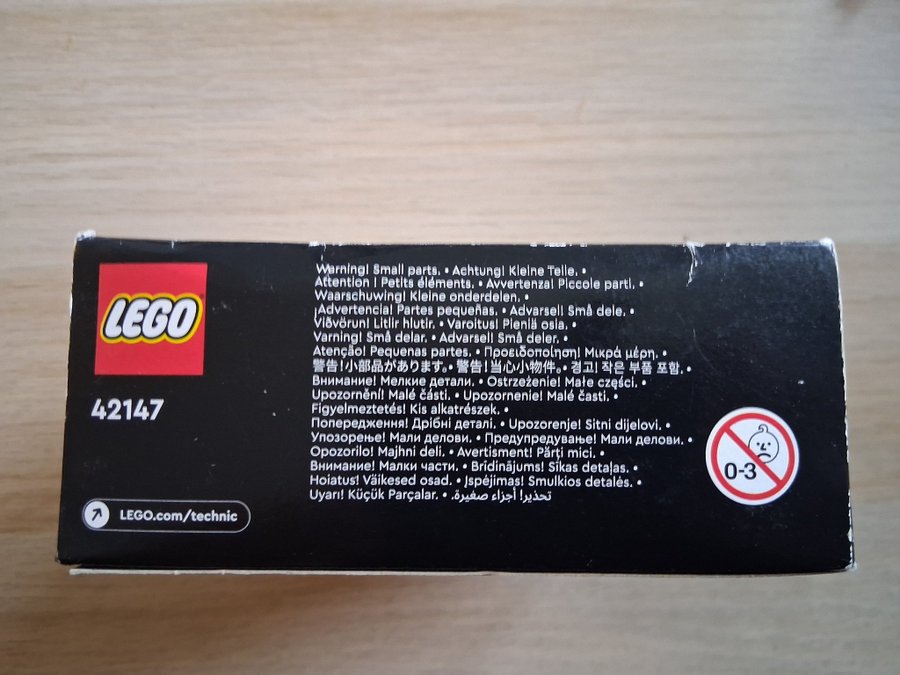 LEGO
42147
LEGO.com/technic
Warning! Small parts. • Achtung! Kleine Teile. •
Attention ! Petits éléments. • Avvertenza! Piccole parti. •
Waarschuwing! Kleine onderdelen. •
¡Advertencia! Partes pequeñas. • Advarsel! Små dele. •
Viðvörun! Litlir hlutir. • Varoitus! Pieniä osia. •
Varning! Små delar. • Advarsel! Små deler. •
Atenção! Pequenas partes. • Προειδοποίηση! Μικρά μέρη. •
警告!小部品があります。• 警告!当心小物件。• 경고! 작은 부품 포함. •
Внимание! Мелкие детали. • Ostrzeżenie! Małe części. •
Upozornění! Malé části. • Upozornenie! Malé časti. •
Figyelmeztetés! Kis alkatrészek. •
Попередження! Дрібні деталі. • Upozorenje! Sitni dijelovi. •
Упозорење! Мали делови. • Предупредување! Мали делови. •
Opozorilo! Majhni deli. • Avertisment! Părți mici. •
Внимание! Малки части. • Brīdinājums! Sīkas detaļas. •
Hoiatus! Väikesed osad. • Įspėjimas! Smulkios detalės. •
Uyarı! Küçük Parçalar. • تحذير! أجزاء صغيرة.
0-3